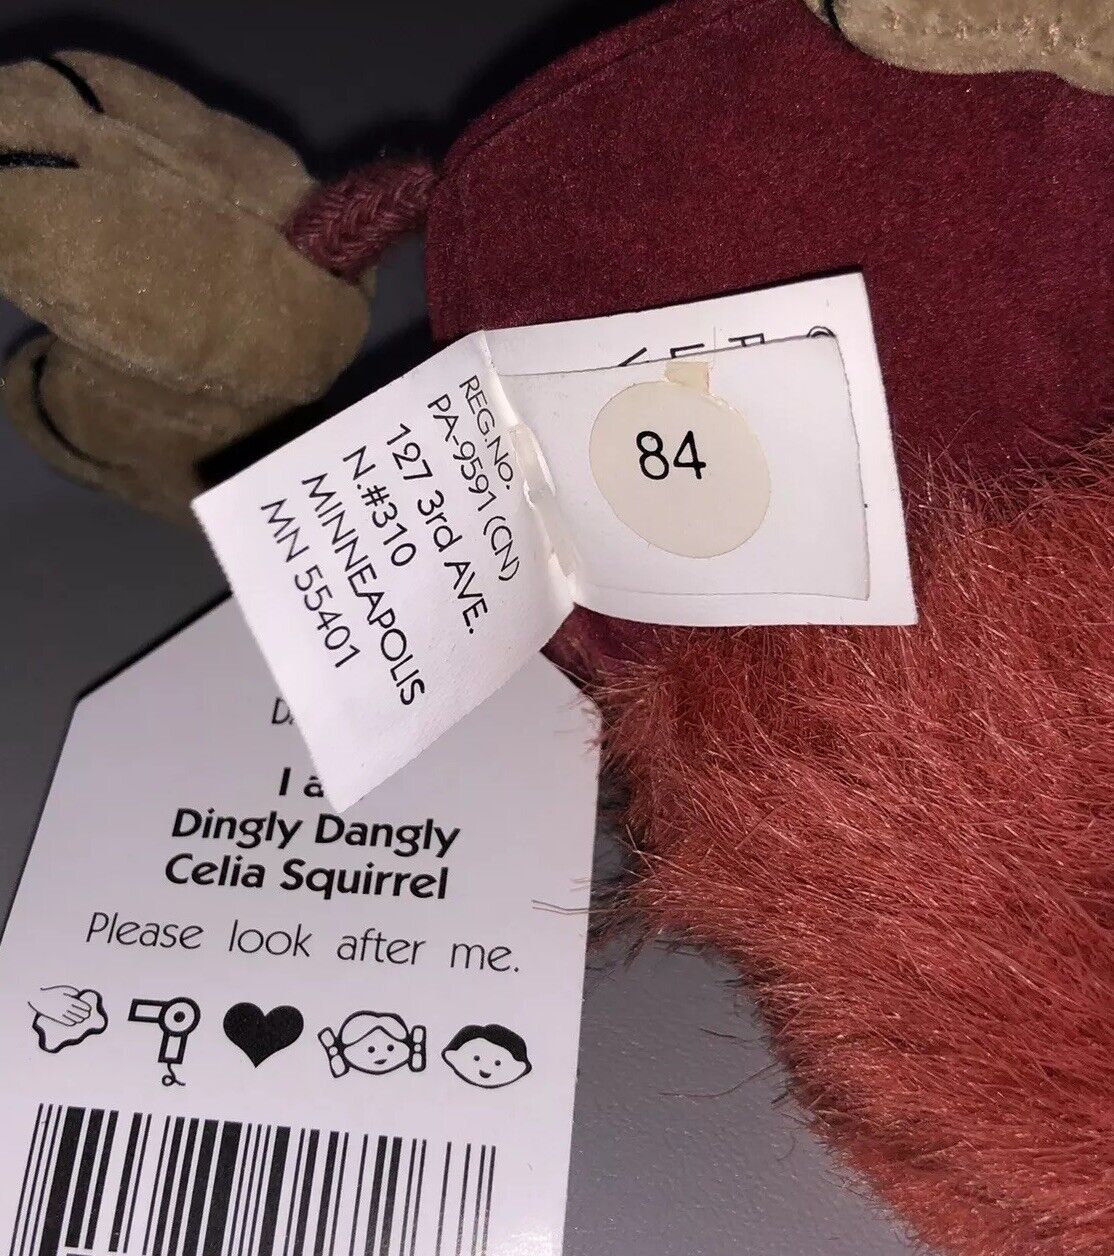 REG.No.
PA-9591 (CN)
127 3rd AVE.
N.#310
MINNEAPOLIS
MN 55401
84
I a
Dingly Dangly
Celia Squirrel
Please look after me.